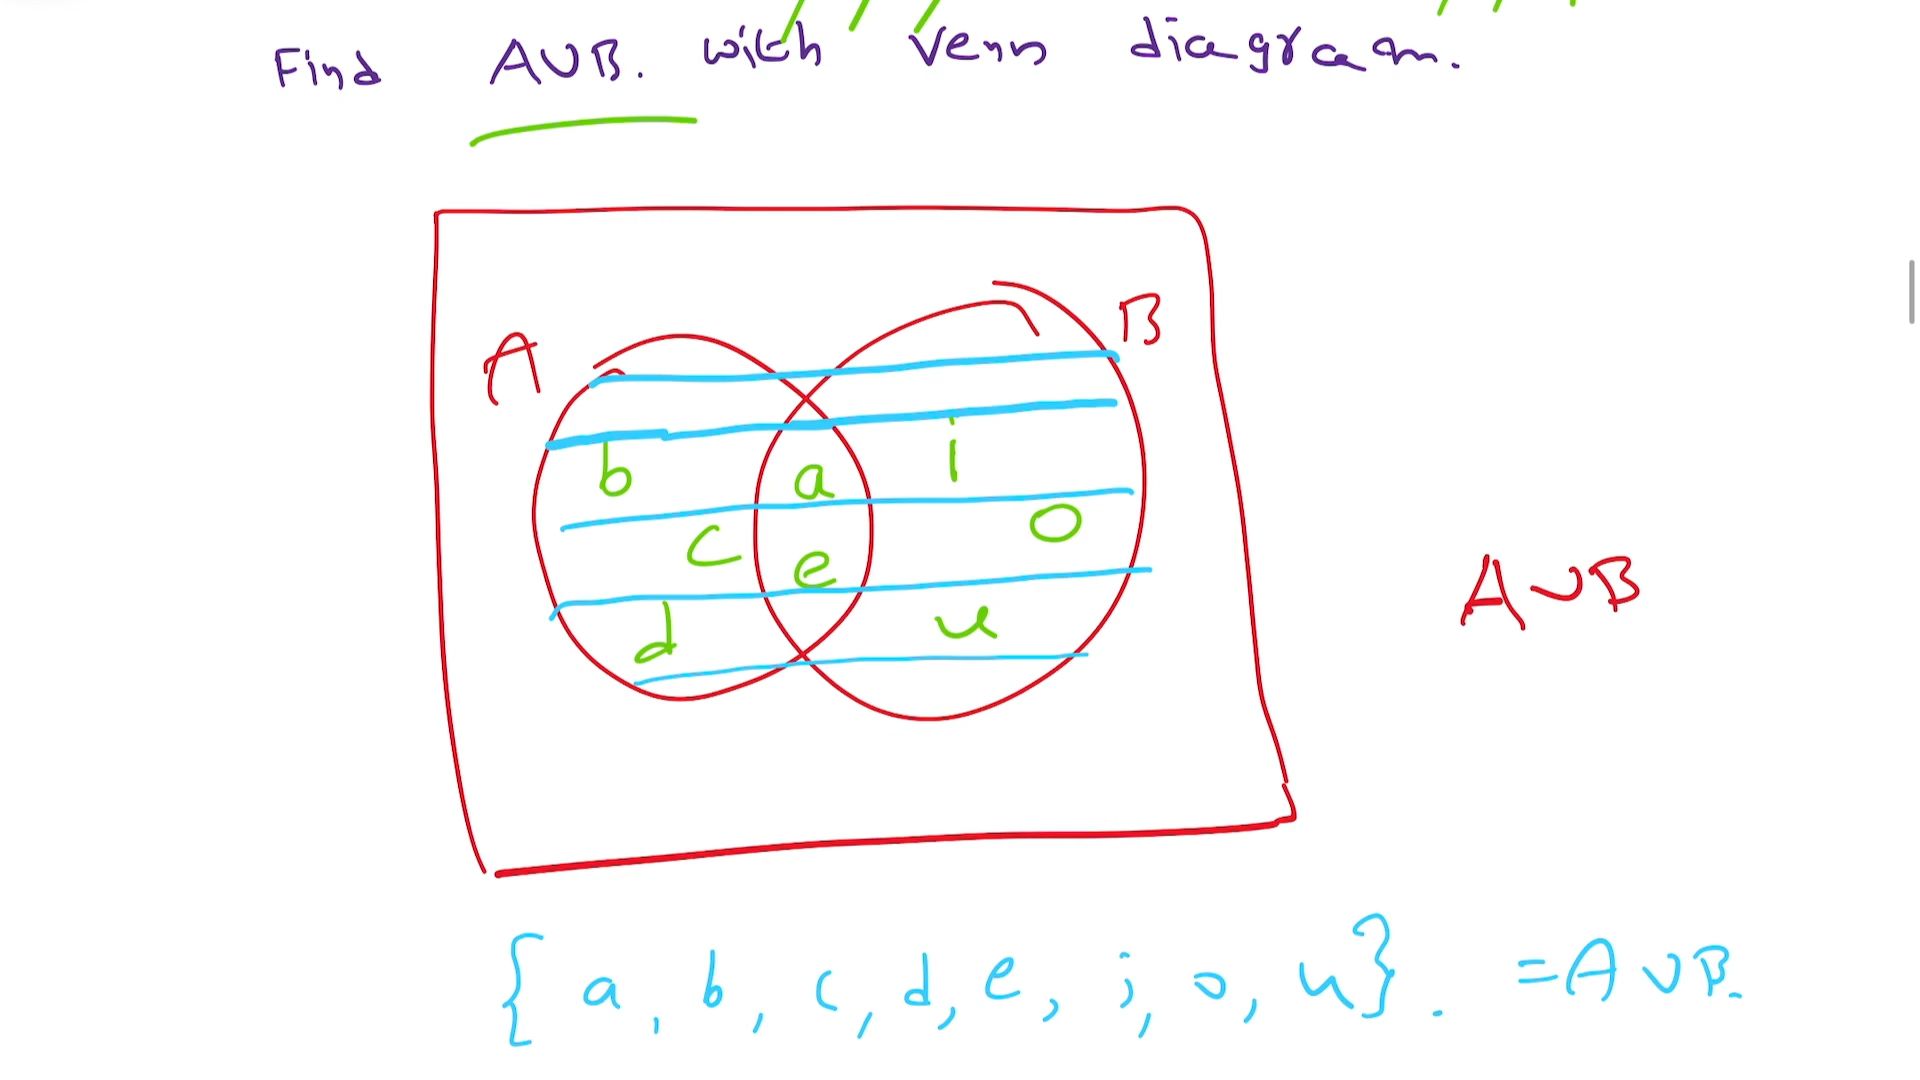 Find A∪B. with Venn diagram.
A
B
b a i
c e o
d u
A∪B
{ a, b, c, d, e, i, o, u}. = A∪B.